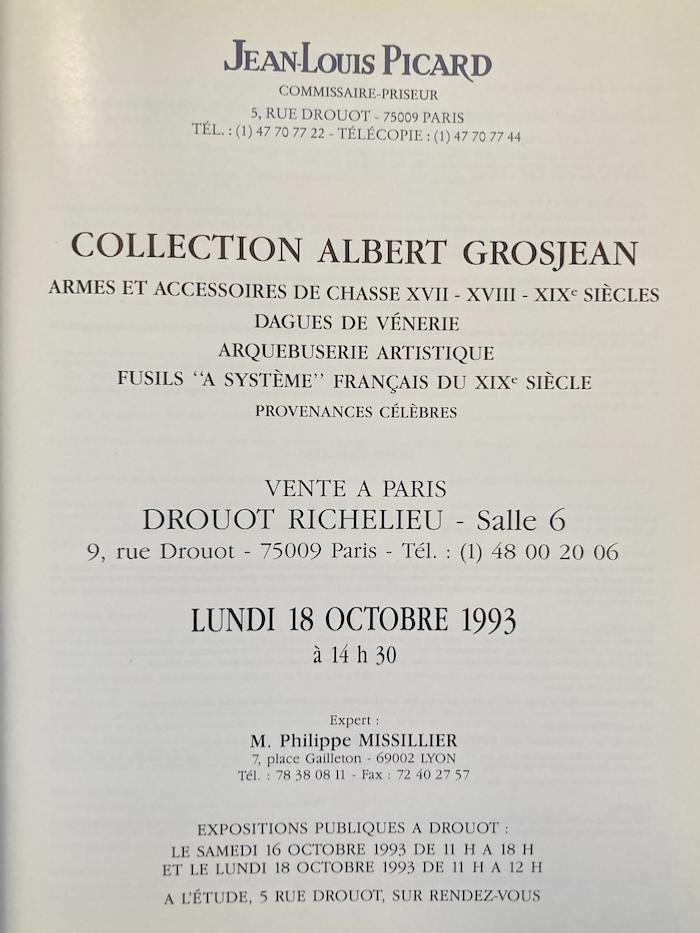 JEAN-LOUIS PICARD
COMMISSAIRE-PRISEUR
5, RUE DROUOT - 75009 PARIS
TÉL. : (1) 47 70 77 22 - TÉLÉCOPIE : (1) 47 70 77 44
COLLECTION ALBERT GROSJEAN
ARMES ET ACCESSOIRES DE CHASSE XVII - XVIII - XIXe SIÈCLES
DAGUES DE VÉNERIE
ARQUEBUSERIE ARTISTIQUE
FUSILS "A SYSTÈME" FRANÇAIS DU XIXe SIÈCLE
PROVENANCES CÉLÈBRES
VENTE A PARIS
DROUOT RICHELIEU - Salle 6
9, rue Drouot - 75009 Paris - Tél. : (1) 48 00 20 06
LUNDI 18 OCTOBRE 1993
à 14 h 30
Expert :
M. Philippe MISSILLIER
7, place Gailleton - 69002 LYON
Tél. : 78 38 08 11 - Fax : 72 40 27 57
EXPOSITIONS PUBLIQUES A DROUOT :
LE SAMEDI 16 OCTOBRE 1993 DE 11 H A 18 H
ET LE LUNDI 18 OCTOBRE 1993 DE 11 H A 12 H
A L'ÉTUDE, 5 RUE DROUOT, SUR RENDEZ-VOUS